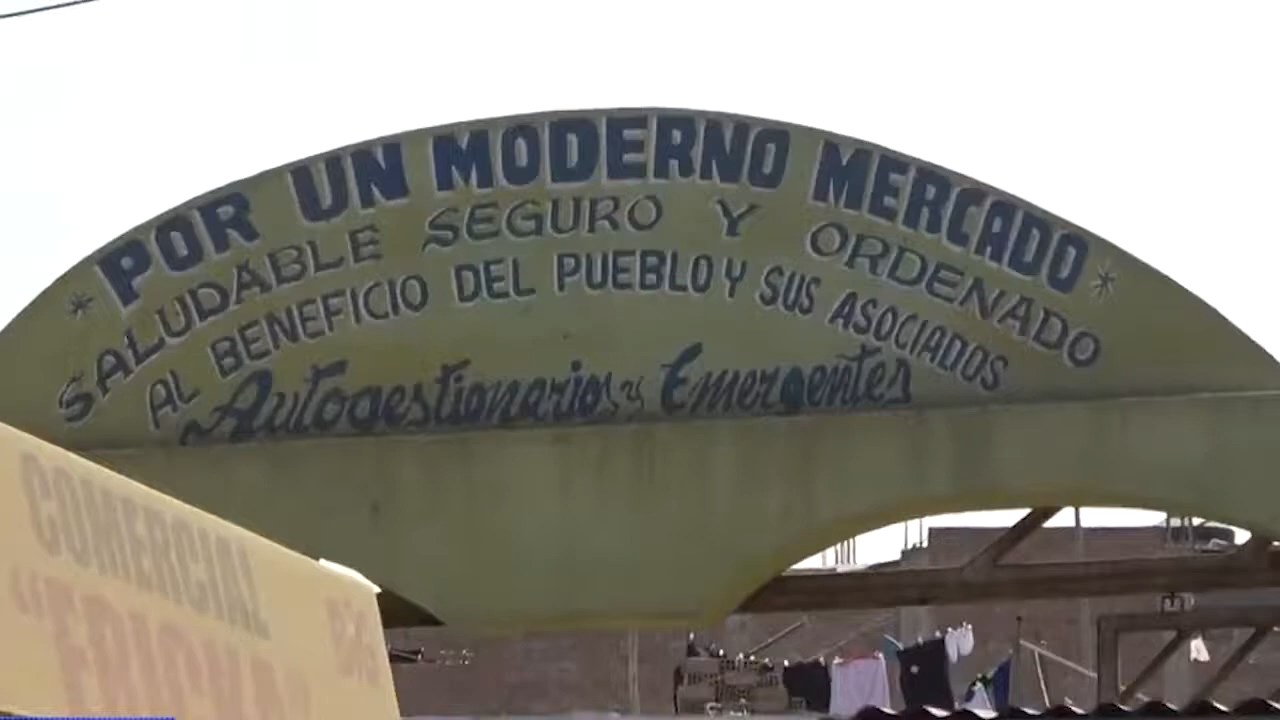 * POR UN MODERNO MERCADO *
SALUDABLE SEGURO Y ORDENADO
AL BENEFICIO DEL PUEBLO Y SUS ASOCIADOS
Autogestionarios y Emergentes
COMERCIAL